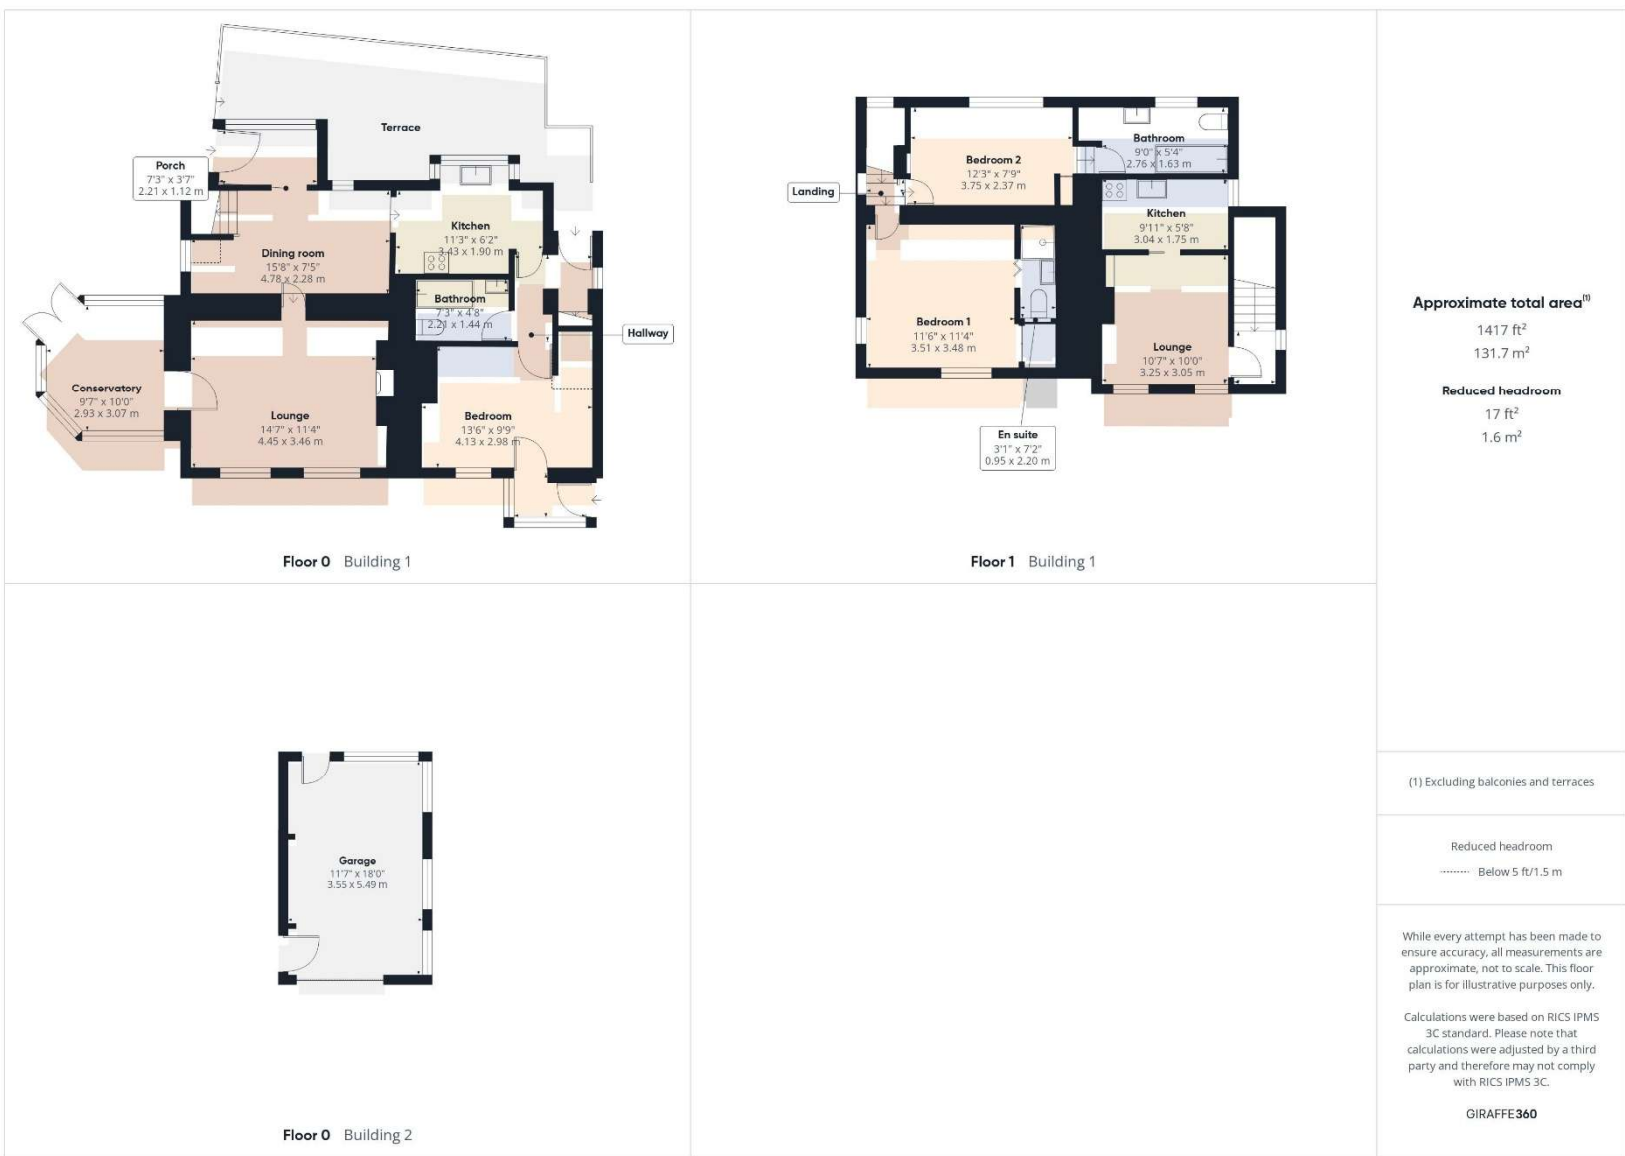 Terrace
Porch
7'3" x 3'7"
2.21 x 1.12 m
Kitchen
11'3" x 6'2"
3.43 x 1.90 m
Dining room
15'8" x 7'5"
4.78 x 2.28 m
Bathroom
7'3" x 4'8"
2.21 x 1.44 m
Hallway
Conservatory
9'7" x 10'0"
2.93 x 3.07 m
Lounge
14'7" x 11'4"
4.45 x 3.46 m
Bedroom
13'6" x 9'9"
4.13 x 2.98 m
Floor 0 Building 1
Landing
Bedroom 2
12'3" x 7'9"
3.75 x 2.37 m
Bathroom
9'0" x 5'4"
2.76 x 1.63 m
Kitchen
9'11" x 5'8"
3.04 x 1.75 m
Bedroom 1
11'6" x 11'4"
3.51 x 3.48 m
Lounge
10'7" x 10'0"
3.25 x 3.05 m
En suite
3'1" x 7'2"
0.95 x 2.20 m
Floor 1 Building 1
Garage
11'7" x 18'0"
3.55 x 5.49 m
Floor 0 Building 2
Approximate total area(1)
1417 ft²
131.7 m²
Reduced headroom
17 ft²
1.6 m²
(1) Excluding balconies and terraces
Reduced headroom
Below 5 ft/1.5 m
While every attempt has been made to
ensure accuracy, all measurements are
approximate, not to scale. This floor
plan is for illustrative purposes only.
Calculations were based on RICS IPMS
3C standard. Please note that
calculations were adjusted by a third
party and therefore may not comply
with RICS IPMS 3C.
GIRAFFE360